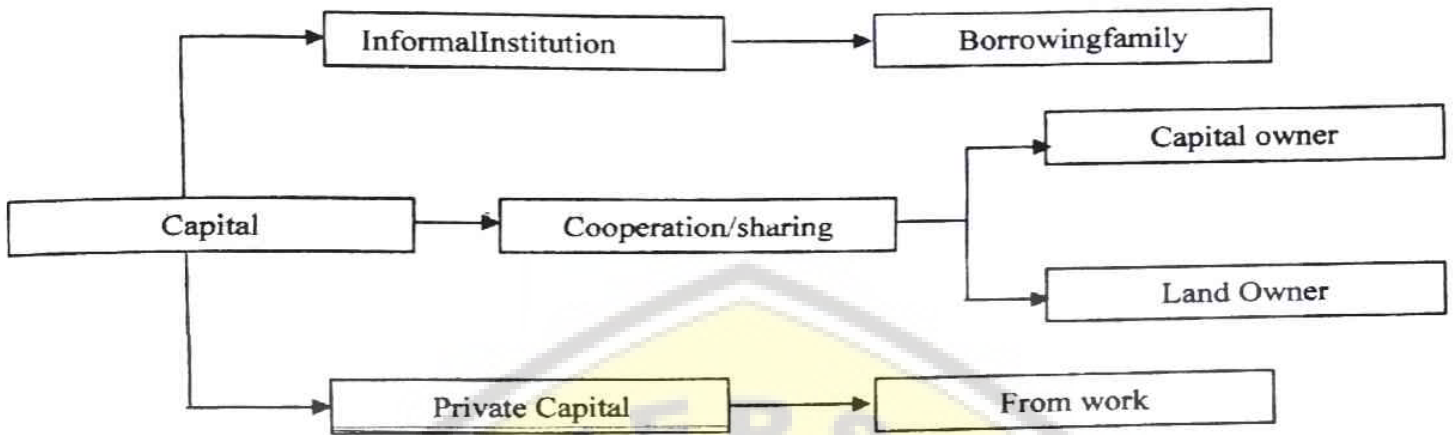 InformalInstitution
Borrowingfamily
Capital owner
Capital
Cooperation/sharing
Land Owner
Private Capital
From work